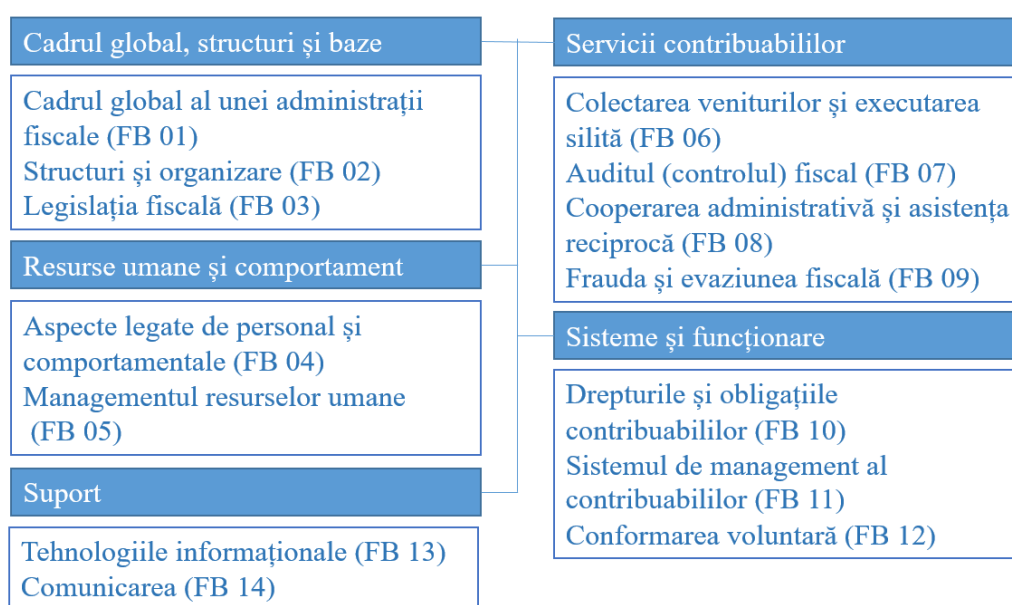 Cadrul global, structuri și baze
Cadrul global al unei administrații
fiscale (FB 01)
Structuri și organizare (FB 02)
Legislația fiscală (FB 03)
Resurse umane și comportament
Aspecte legate de personal și
comportamentale (FB 04)
Managementul resurselor umane
(FB 05)
Suport
Tehnologiile informaționale (FB 13)
Comunicarea (FB 14)
Servicii contribuabililor
Colectarea veniturilor și executarea
silită (FB 06)
Auditul (controlul) fiscal (FB 07)
Cooperarea administrativă și asistența
reciprocă (FB 08)
Frauda și evaziunea fiscală (FB 09)
Sisteme și funcționare
Drepturile și obligațiile
contribuabililor (FB 10)
Sistemul de management al
contribuabililor (FB 11)
Conformarea voluntară (FB 12)